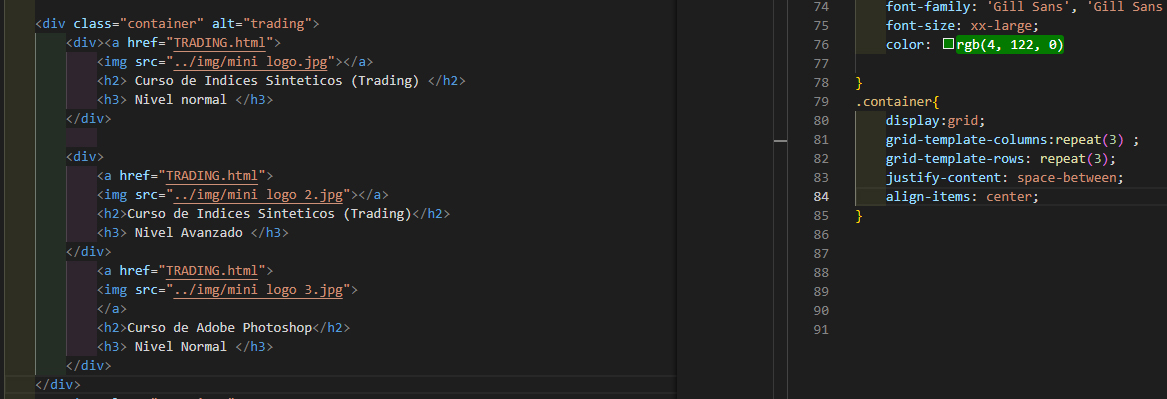 <div class="container" alt="trading">
<div><a href="TRADING.html">
<img src="../img/mini logo.jpg"></a>
<h2> Curso de Indices Sinteticos (Trading) </h2>
<h3> Nivel normal </h3>
</div>
<div>
<a href="TRADING.html">
<img src="../img/mini logo 2.jpg"></a>
<h2>Curso de Indices Sinteticos (Trading)</h2>
<h3> Nivel Avanzado </h3>
</div>
<a href="TRADING.html">
<img src="../img/mini logo 3.jpg">
</a>
<h2>Curso de Adobe Photoshop</h2>
<h3> Nivel Normal </h3>
</div>
</div>
74 font-family: 'Gill Sans', 'Gill Sans
75 font-size: xx-large;
76 color: rgb(4, 122, 0)
77
78 }
79 .container{
80 display:grid;
81 grid-template-columns:repeat(3) ;
82 grid-template-rows: repeat(3);
83 justify-content: space-between;
84 align-items: center;
85 }
86
87
88
89
90
91